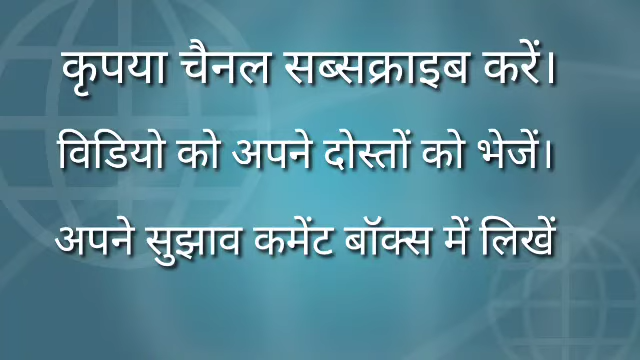 कृपया चैनल सब्सक्राइब करें।
विडियो को अपने दोस्तों को भेजें।
अपने सुझाव कमेंट बॉक्स में लिखें